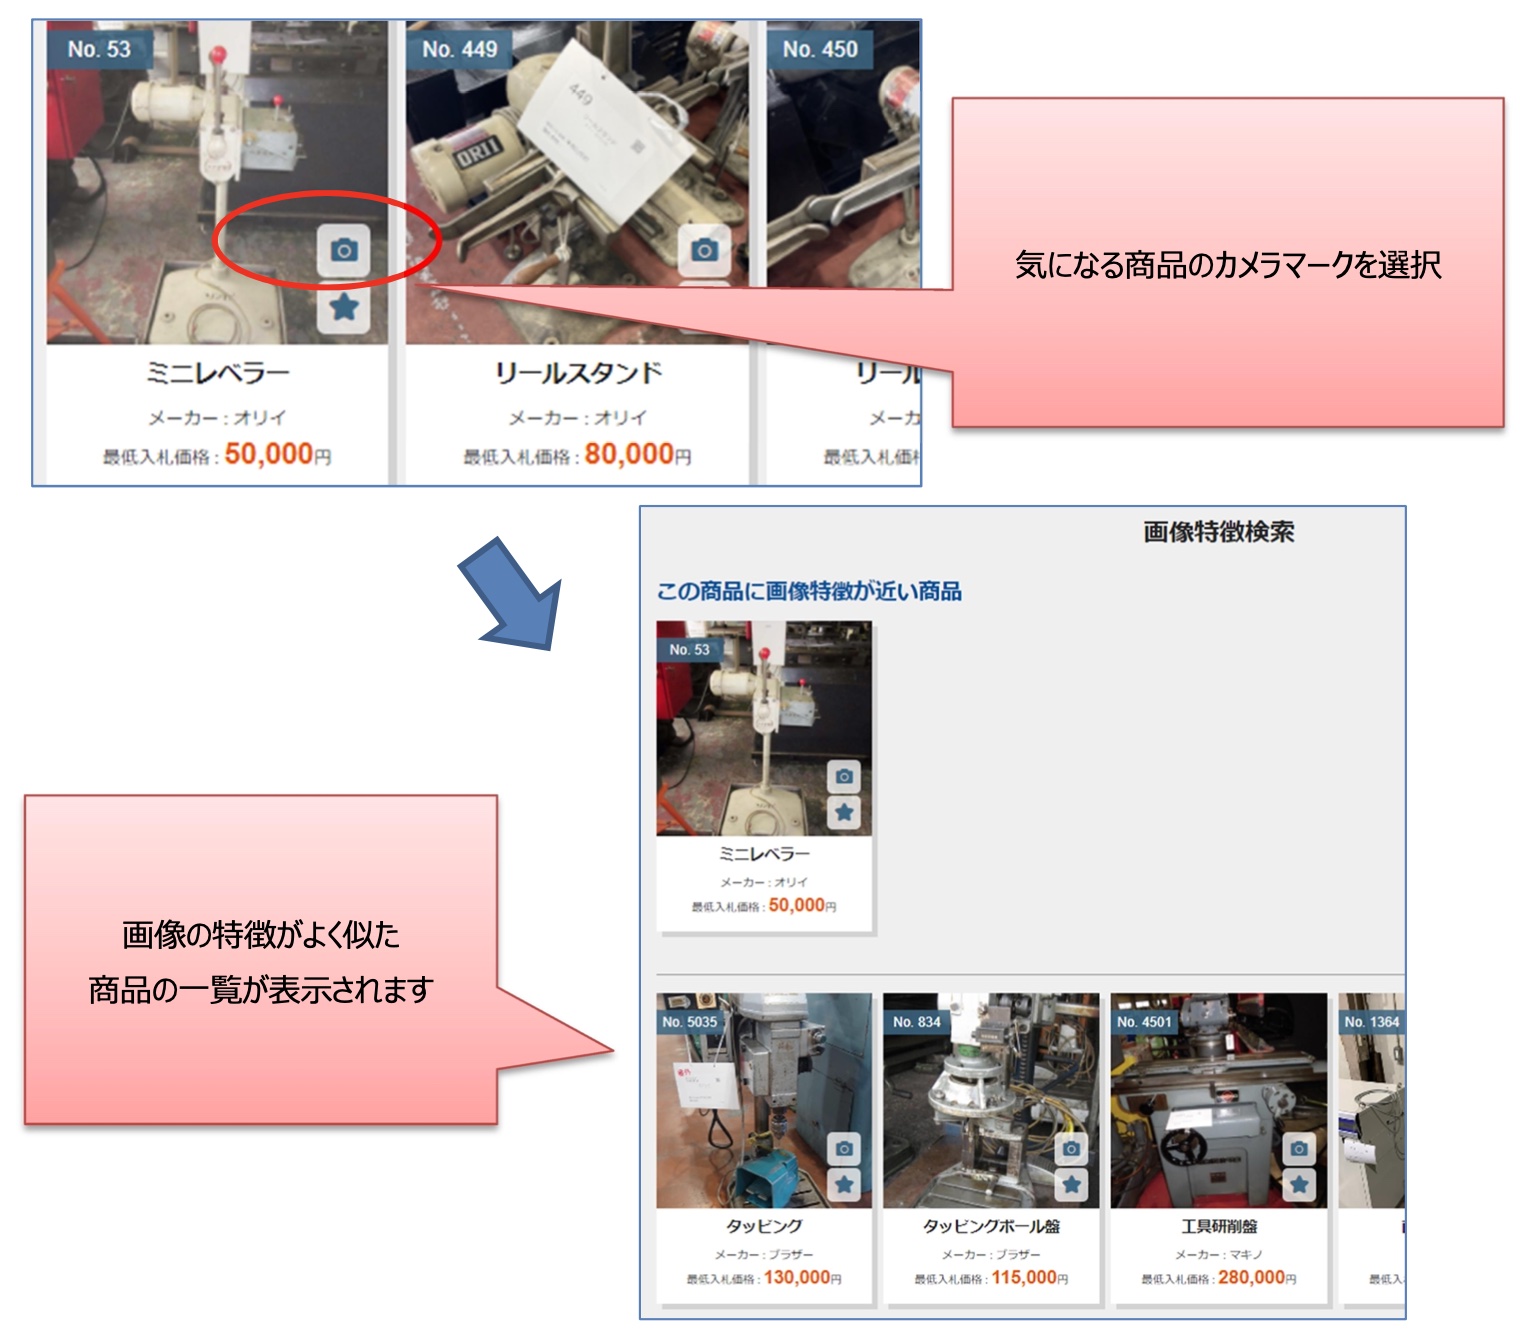 No. 53
No. 449
No. 450
449
ORII
ミニレベラー
メーカー : オリイ
最低入札価格 : 50,000円
リールスタンド
メーカー : オリイ
最低入札価格 : 80,000円
リール
メーカ
最低入札価格
気になる商品のカメラマークを選択
画像特徴検索
この商品に画像特徴が近い商品
No. 53
ミニレベラー
メーカー : オリイ
最低入札価格 : 50,000円
画像の特徴がよく似た
商品の一覧が表示されます
No. 5035
No. 834
No. 4501
No. 1364
タッピング
メーカー : ブラザー
最低入札価格 : 130,000円
タッピングボール盤
メーカー : ブラザー
最低入札価格 : 115,000円
工具研削盤
メーカー : マキノ
最低入札価格 : 280,000円
最低入